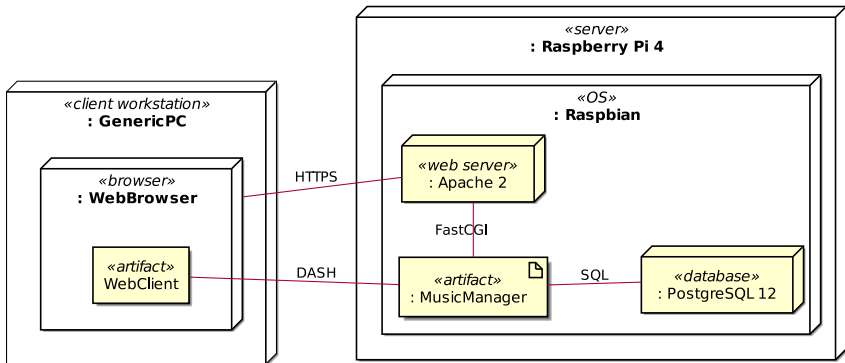 «server»
: Raspberry Pi 4
«client workstation»
: GenericPC
«OS»
: Raspbian
«browser»
: WebBrowser
HTTPS
«web server»
: Apache 2
FastCGI
«artifact»
WebClient
DASH
«artifact»
: MusicManager
SQL
«database»
: PostgreSQL 12